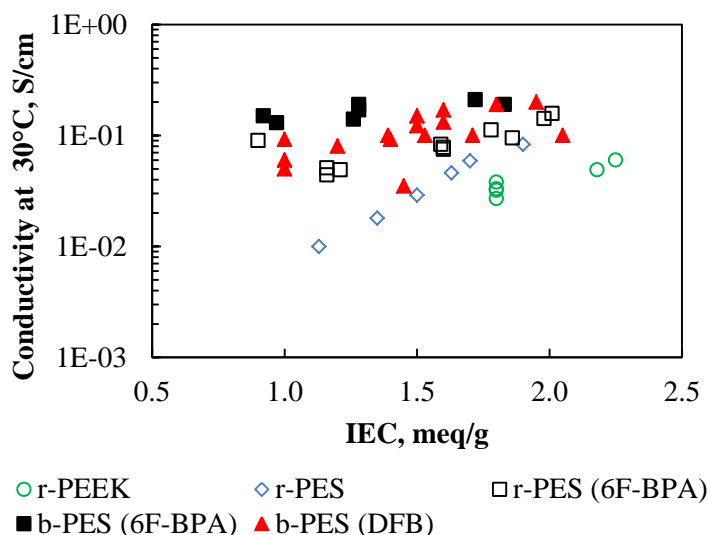 1E+00
1E-01
1E-02
1E-03
Conductivity at 30°C, S/cm
0.5 1.0 1.5 2.0 2.5
IEC, meq/g
r-PEEK r-PES r-PES (6F-BPA)
b-PES (6F-BPA) b-PES (DFB)